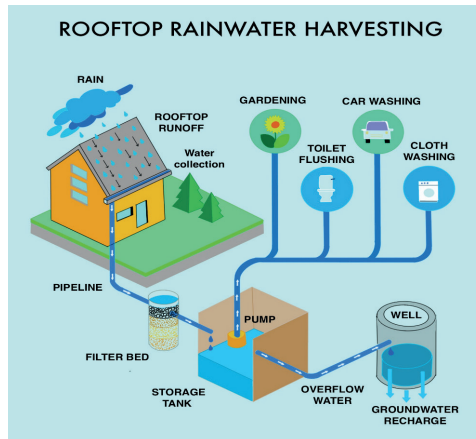 ROOFTOP RAINWATER HARVESTING
RAIN
ROOFTOP
RUNOFF
Water
collection
GARDENING
CAR WASHING
TOILET
FLUSHING
CLOTH
WASHING
PIPELINE
FILTER BED
PUMP
STORAGE
TANK
OVERFLOW
WATER
WELL
GROUNDWATER
RECHARGE